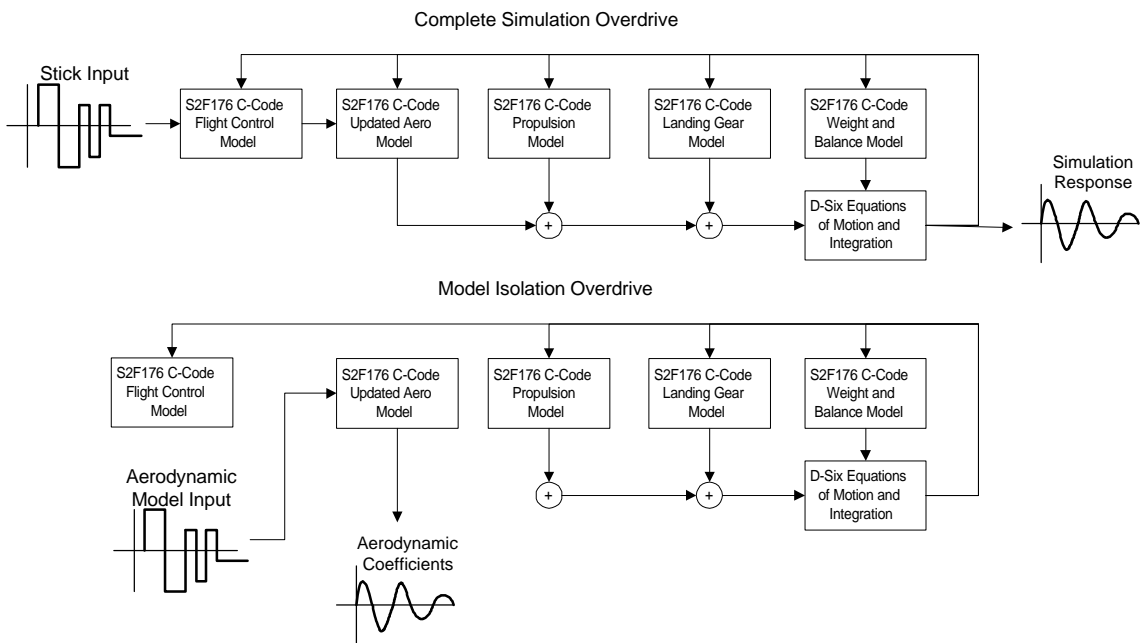 Complete Simulation Overdrive
Stick Input
S2F176 C-Code
Flight Control
Model
S2F176 C-Code
Updated Aero
Model
S2F176 C-Code
Propulsion
Model
S2F176 C-Code
Landing Gear
Model
S2F176 C-Code
Weight and
Balance Model
Simulation
Response
+
+
D-Six Equations
of Motion and
Integration
Model Isolation Overdrive
S2F176 C-Code
Flight Control
Model
S2F176 C-Code
Updated Aero
Model
S2F176 C-Code
Propulsion
Model
S2F176 C-Code
Landing Gear
Model
S2F176 C-Code
Weight and
Balance Model
Aerodynamic
Model Input
+
+
D-Six Equations
of Motion and
Integration
Aerodynamic
Coefficients